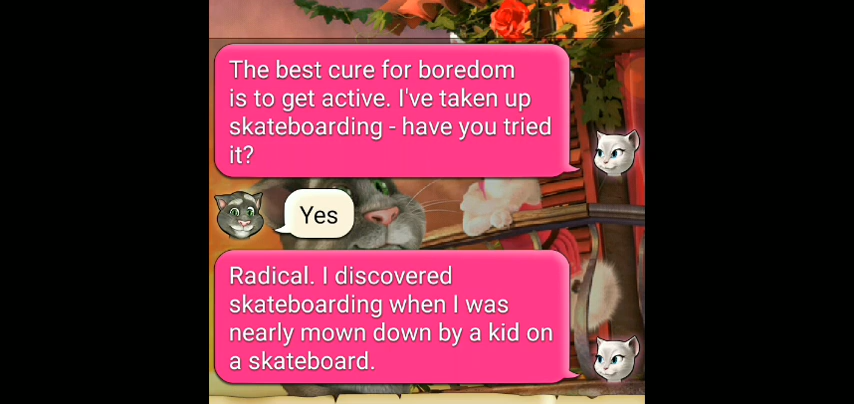 The best cure for boredom
is to get active. I've taken up
skateboarding - have you tried
it?
Yes
Radical. I discovered
skateboarding when I was
nearly mown down by a kid on
a skateboard.